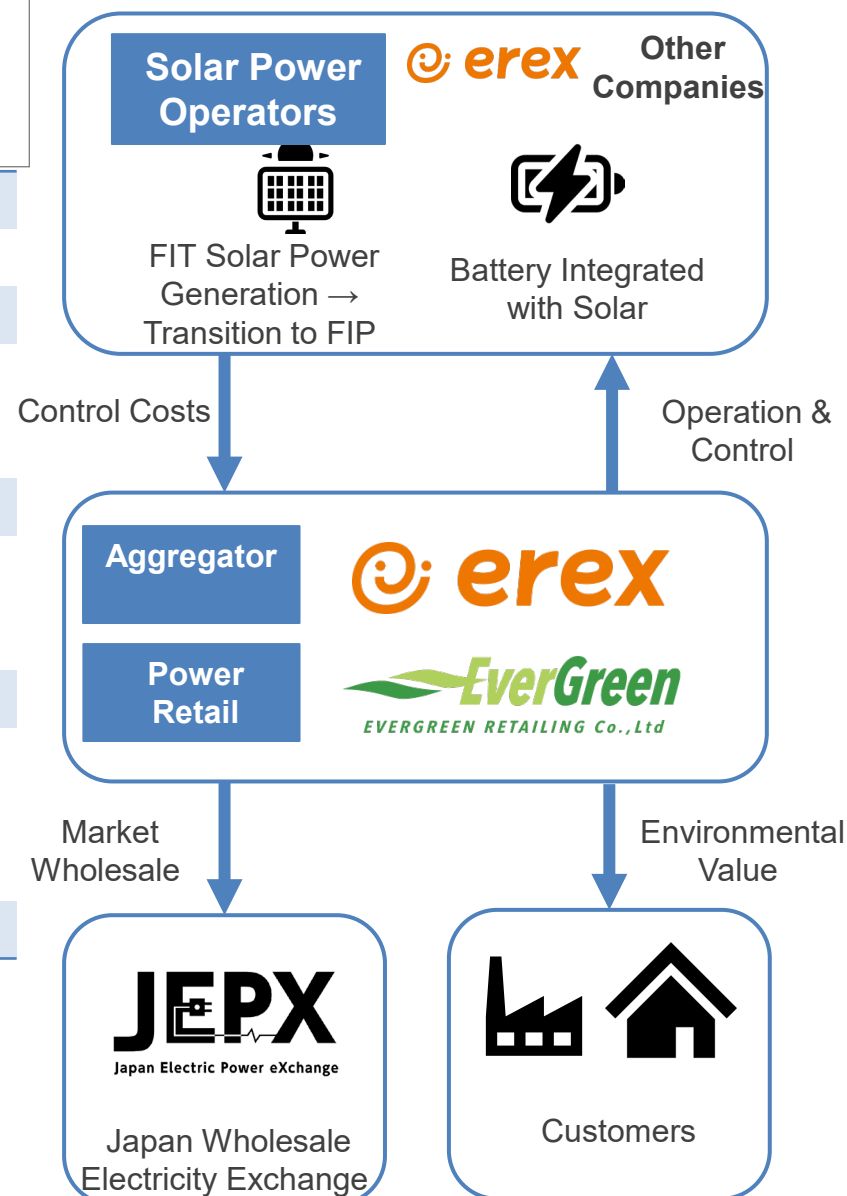 Solar Power
Operators
erex
Other
Companies
FIT Solar Power
Generation →
Transition to FIP
Battery Integrated
with Solar
Control Costs
Operation &
Control
Aggregator
erex
Power
Retail
EverGreen
EVERGREEN RETAILING Co.,Ltd
Market
Wholesale
Environmental
Value
JEPX
Japan Electric Power eXchange
Japan Wholesale
Electricity Exchange
Customers